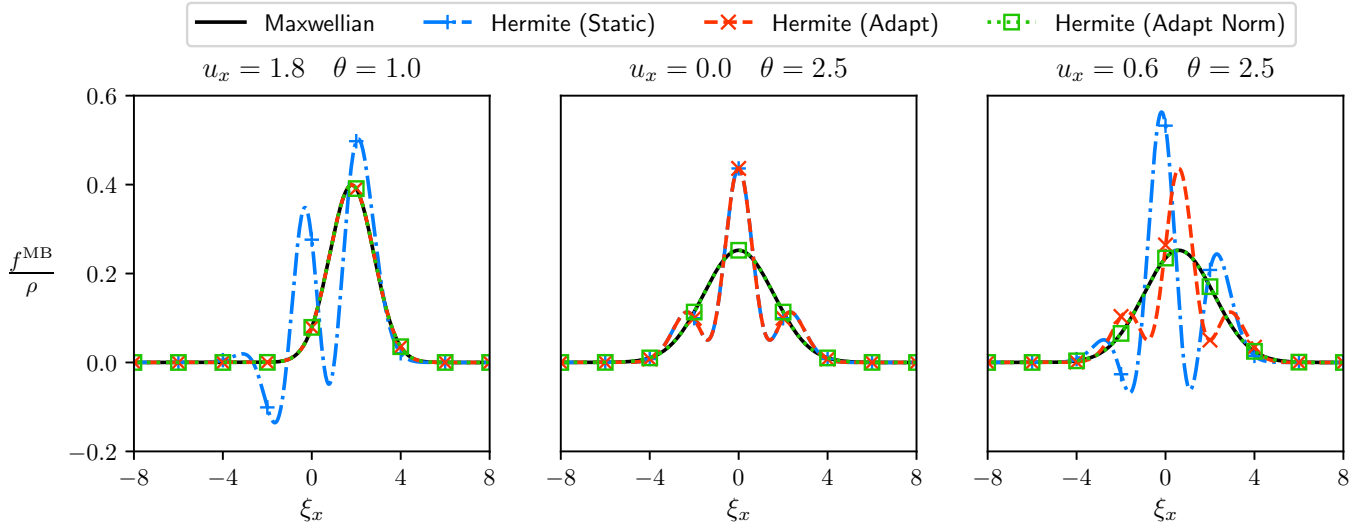 Maxwellian Hermite (Static) Hermite (Adapt) Hermite (Adapt Norm)
u_x = 1.8 θ = 1.0 u_x = 0.0 θ = 2.5 u_x = 0.6 θ = 2.5
0.6
0.4
f^MB/ρ
0.2
0.0
−0.2
−8 −4 0 4 8 −8 −4 0 4 8 −8 −4 0 4 8
ξ_x ξ_x ξ_x